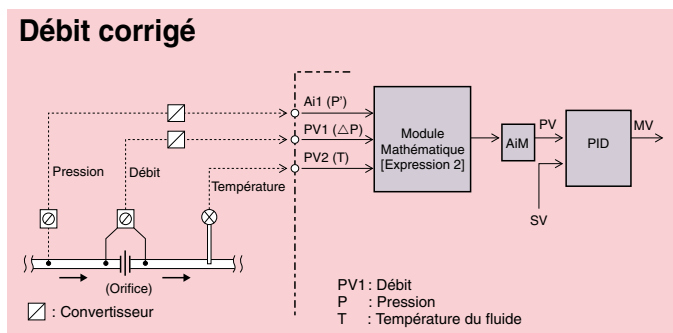 Débit corrigé
Ai1 (P')
PV1 (△P)
PV2 (T)
Module
Mathématique
[Expression 2]
AiM
PV
PID
MV
SV
Pression
Débit
Température
(Orifice)
: Convertisseur
PV1 : Débit
P : Pression
T : Température du fluide